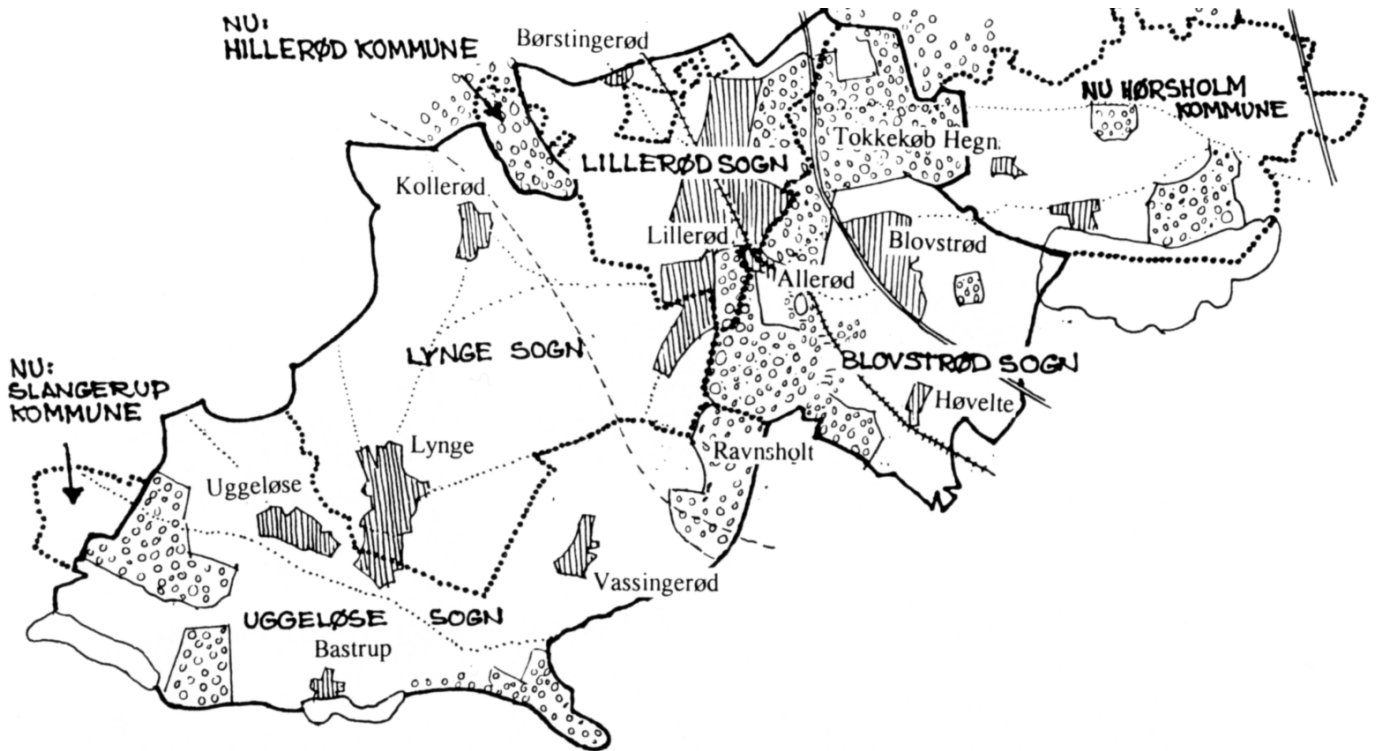 NU:
HILLERØD KOMMUNE
Børstingerød
NU HØRSHOLM
KOMMUNE
Tokkekøb Hegn
LILLERØD SOGN
Kollerød
Lillerød
Blovstrød
Allerød
LYNGE SOGN
BLOVSTRØD SOGN
NU:
SLANGERUP
KOMMUNE
Høvelte
Lynge
Ravnsholt
Uggeløse
Vassingerød
UGGELØSE SOGN
Bastrup